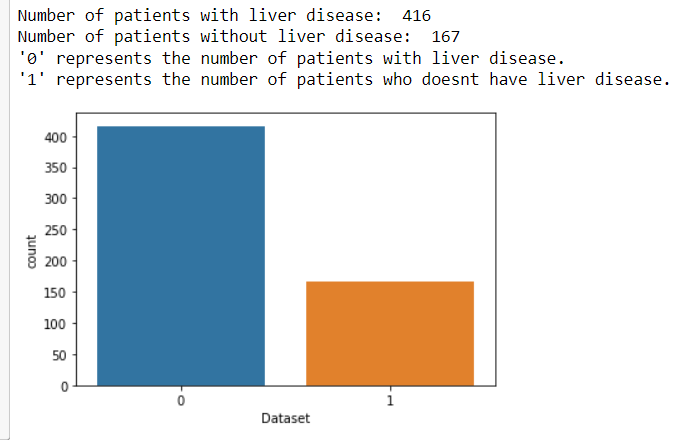 Number of patients with liver disease:  416
Number of patients without liver disease:  167
'0' represents the number of patients with liver disease.
'1' represents the number of patients who doesnt have liver disease.
400
350
300
250
200
150
100
50
0
count
0 1
Dataset